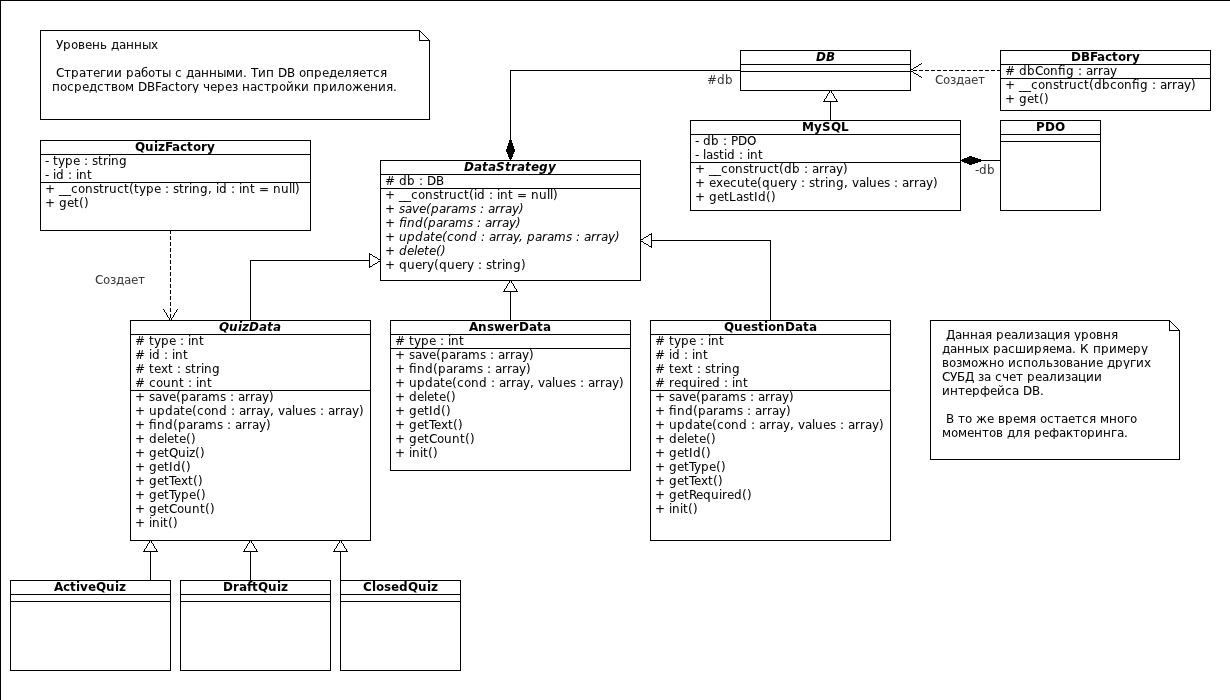 Уровень данных
Стратегии работы с данными. Тип DB определяется
посредством DBFactory через настройки приложения.
DB
#db
Создает
DBFactory
# dbConfig : array
+ __construct(dbconfig : array)
+ get()
QuizFactory
- type : string
- id : int
+ __construct(type : string, id : int = null)
+ get()
DataStrategy
# db : DB
+ __construct(id : int = null)
+ save(params : array)
+ find(params : array)
+ update(cond : array, params : array)
+ delete()
+ query(query : string)
MySQL
- db : PDO
- lastid : int
+ __construct(db : array)
+ execute(query : string, values : array)
+ getLastId()
-db
PDO
Создает
QuizData
# type : int
# id : int
# text : string
# count : int
+ save(params : array)
+ update(cond : array, values : array)
+ find(params : array)
+ delete()
+ getQuiz()
+ getId()
+ getText()
+ getType()
+ getCount()
+ init()
AnswerData
# type : int
+ save(params : array)
+ find(params : array)
+ update(cond : array, values : array)
+ delete()
+ getId()
+ getText()
+ getCount()
+ init()
QuestionData
# type : int
# id : int
# text : string
# required : int
+ save(params : array)
+ find(params : array)
+ update(cond : array, values : array)
+ delete()
+ getId()
+ getType()
+ getText()
+ getRequired()
+ init()
Данная реализация уровня
данных расширяема. К примеру
возможно использование других
СУБД за счет реализации
интерфейса DB.
В то же время остается много
моментов для рефакторинга.
ActiveQuiz
DraftQuiz
ClosedQuiz